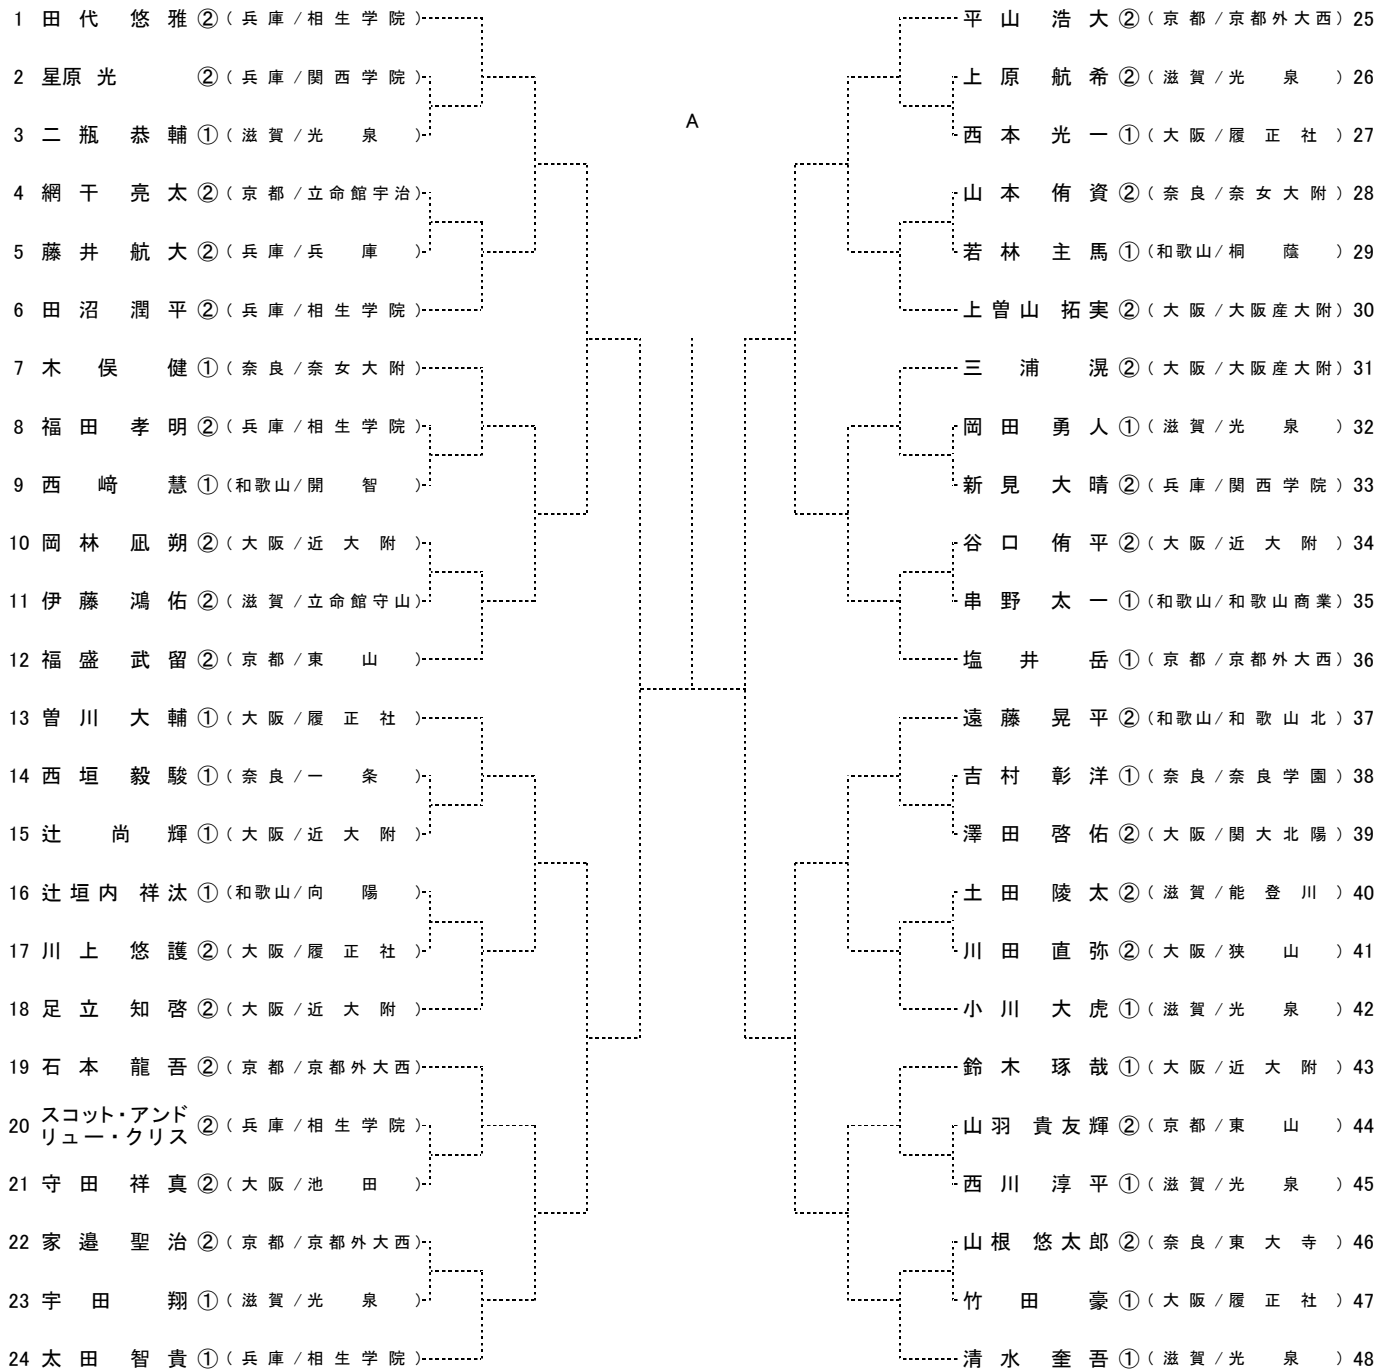 1 田代 悠雅 ② (兵庫/相生学院)
2 星原 光 ② (兵庫/関西学院)
3 二瓶 恭輔 ① (滋賀/光泉)
4 網干 亮太 ② (京都/立命館宇治)
5 藤井 航大 ② (兵庫/兵庫)
6 田沼 潤平 ② (兵庫/相生学院)
7 木俣 健 ① (奈良/奈女大附)
8 福田 孝明 ② (兵庫/相生学院)
9 西﨑 慧 ① (和歌山/開智)
10 岡林 凪朔 ② (大阪/近大附)
11 伊藤 鴻佑 ② (滋賀/立命館守山)
12 福盛 武留 ② (京都/東山)
13 曽川 大輔 ① (大阪/履正社)
14 西垣 毅駿 ① (奈良/一条)
15 辻 尚輝 ① (大阪/近大附)
16 辻垣内 祥汰 ① (和歌山/向陽)
17 川上 悠護 ② (大阪/履正社)
18 足立 知啓 ② (大阪/近大附)
19 石本 龍吾 ② (京都/京都外大西)
20 スコット・アンド
リュー・クリス ② (兵庫/相生学院)
21 守田 祥真 ② (大阪/池田)
22 家邉 聖治 ② (京都/京都外大西)
23 宇田 翔 ① (滋賀/光泉)
24 太田 智貴 ① (兵庫/相生学院)
A
平山 浩大 ② (京都/京都外大西) 25
上原 航希 ② (滋賀/光泉) 26
西本 光一 ① (大阪/履正社) 27
山本 侑資 ② (奈良/奈女大附) 28
若林 主馬 ① (和歌山/桐蔭) 29
上曽山 拓実 ② (大阪/大阪産大附) 30
三浦 滉 ② (大阪/大阪産大附) 31
岡田 勇人 ① (滋賀/光泉) 32
新見 大晴 ② (兵庫/関西学院) 33
谷口 侑平 ② (大阪/近大附) 34
串野 太一 ① (和歌山/和歌山商業) 35
塩井 岳 ① (京都/京都外大西) 36
遠藤 晃平 ② (和歌山/和歌山北) 37
吉村 彰洋 ① (奈良/奈良学園) 38
澤田 啓佑 ② (大阪/関大北陽) 39
土田 陵太 ② (滋賀/能登川) 40
川田 直弥 ② (大阪/狭山) 41
小川 大虎 ① (滋賀/光泉) 42
鈴木 琢哉 ① (大阪/近大附) 43
山羽 貴友輝 ② (京都/東山) 44
西川 淳平 ① (滋賀/光泉) 45
山根 悠太郎 ② (奈良/東大寺) 46
竹田 豪 ① (大阪/履正社) 47
清水 奎吾 ① (滋賀/光泉) 48